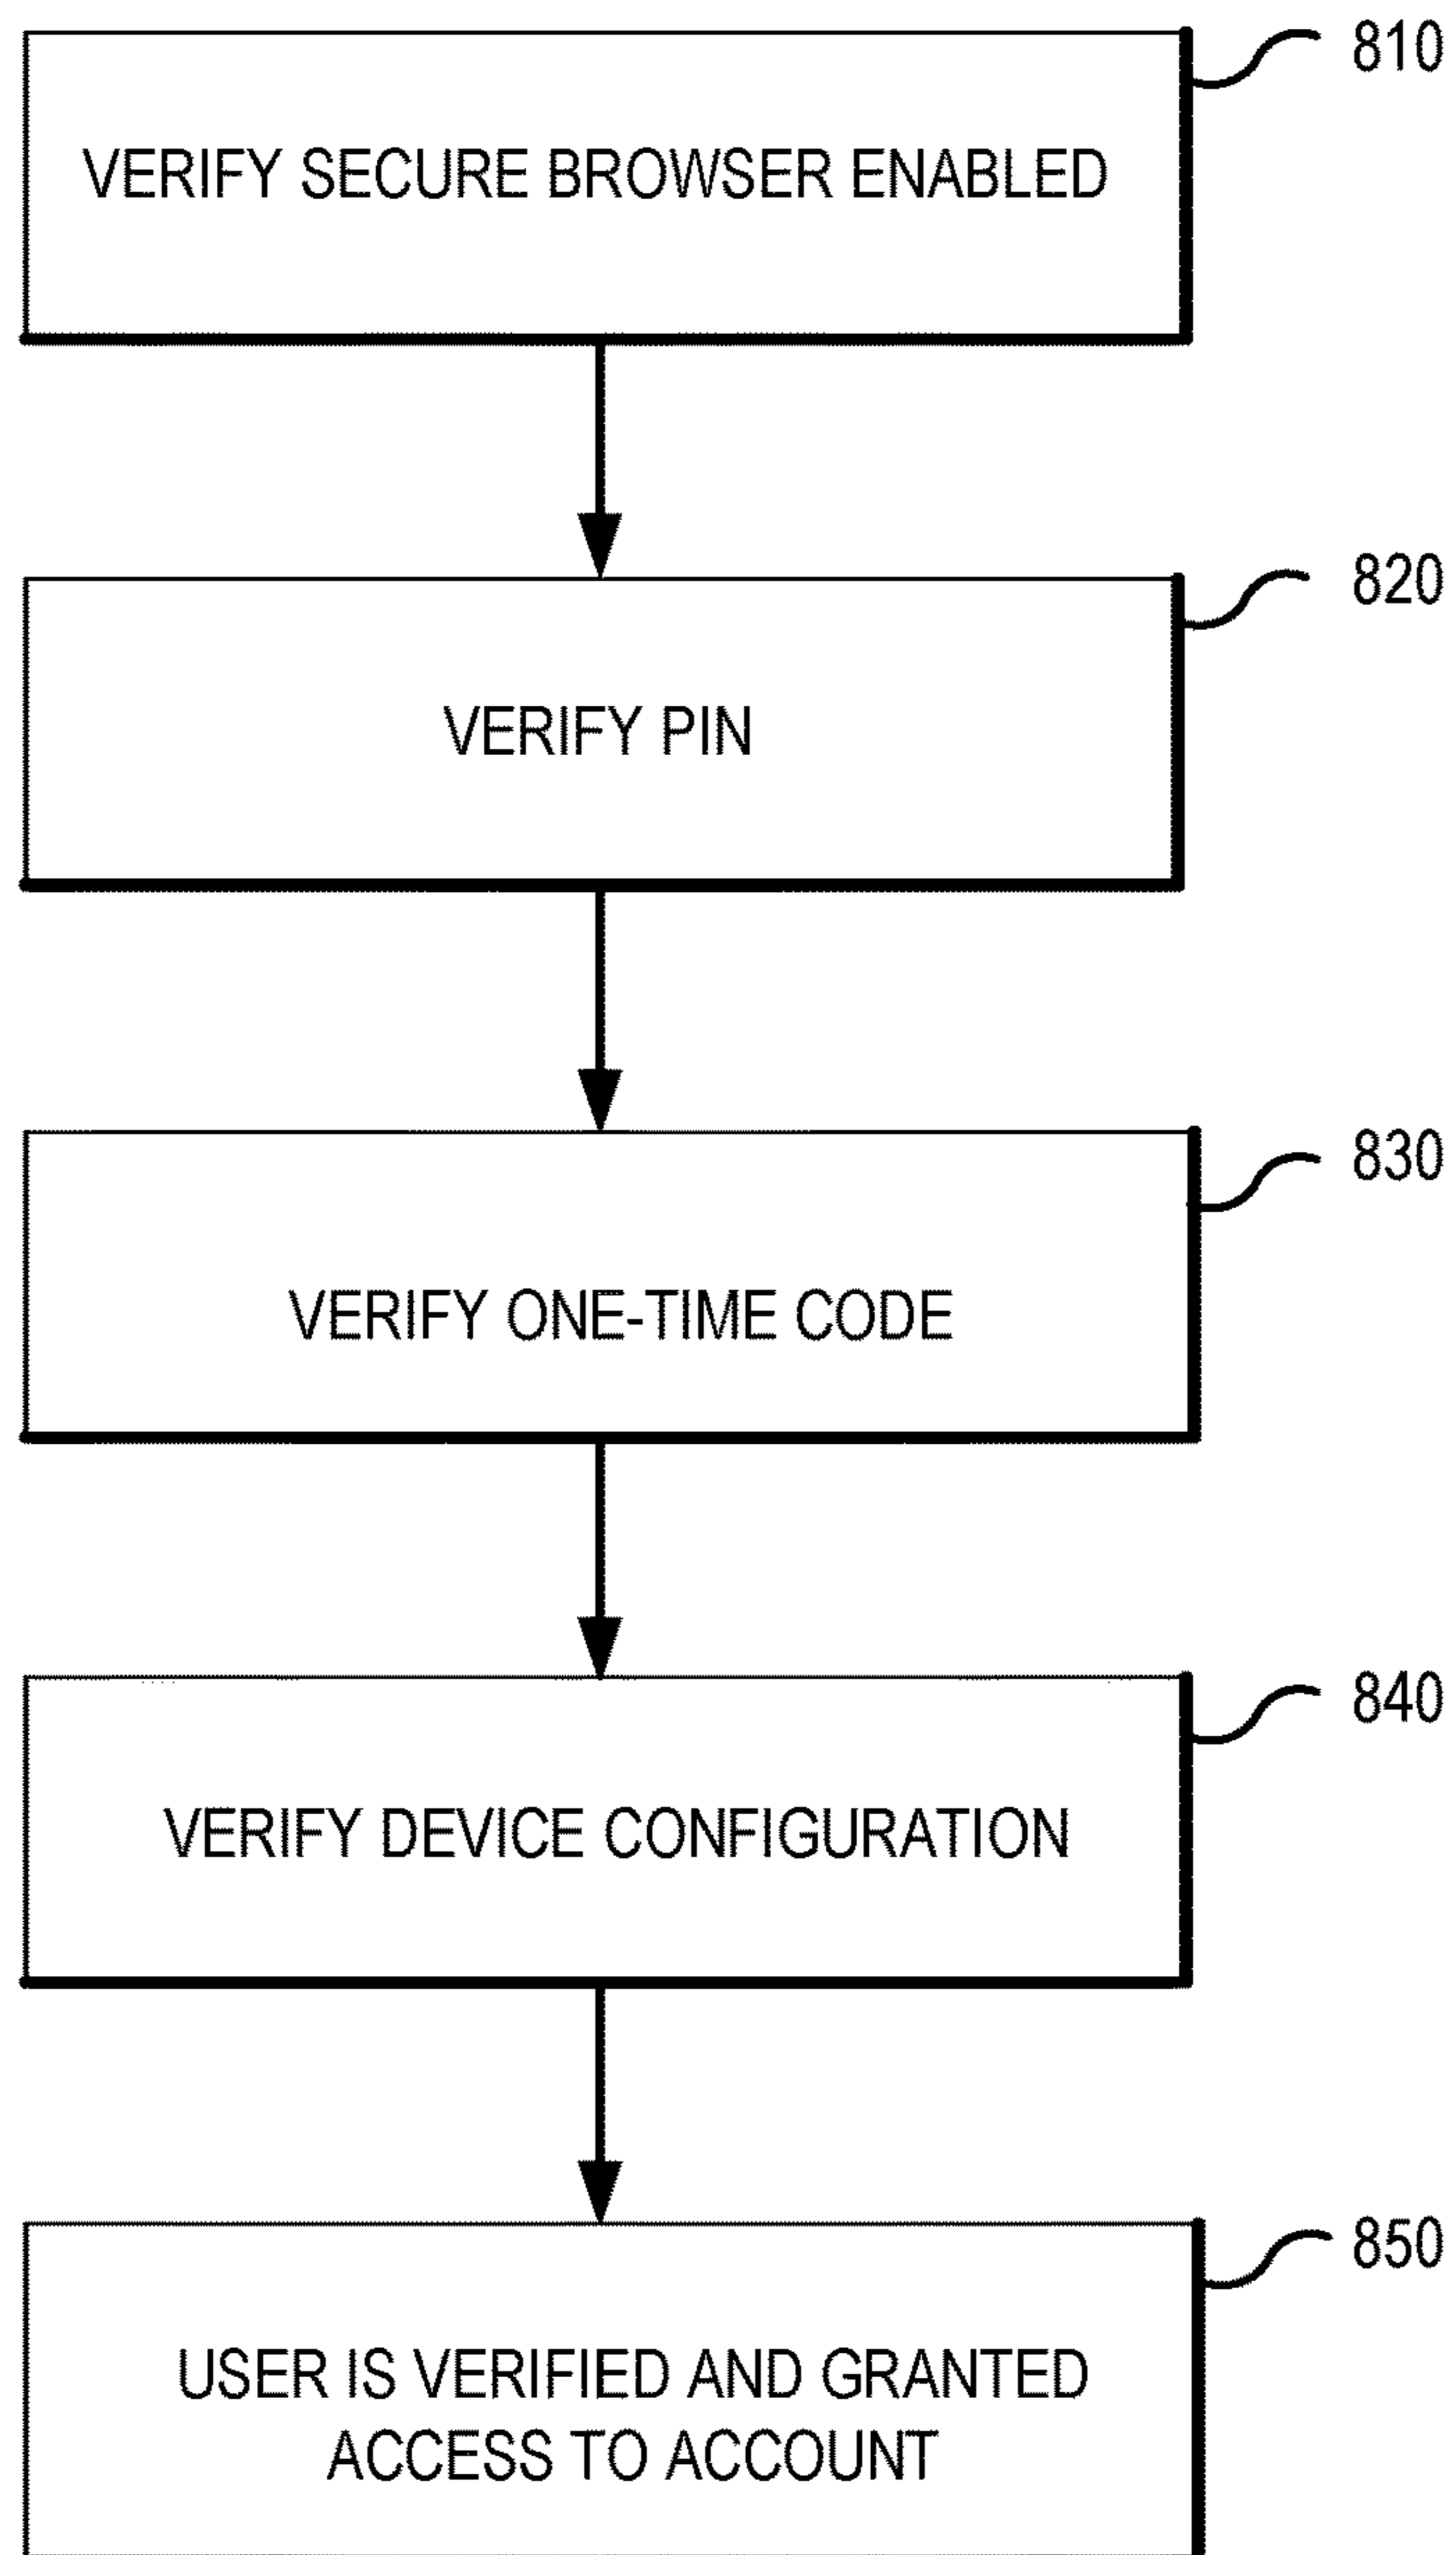 810
VERIFY SECURE BROWSER ENABLED
820
VERIFY PIN
830
VERIFY ONE-TIME CODE
840
VERIFY DEVICE CONFIGURATION
850
USER IS VERIFIED AND GRANTED
ACCESS TO ACCOUNT